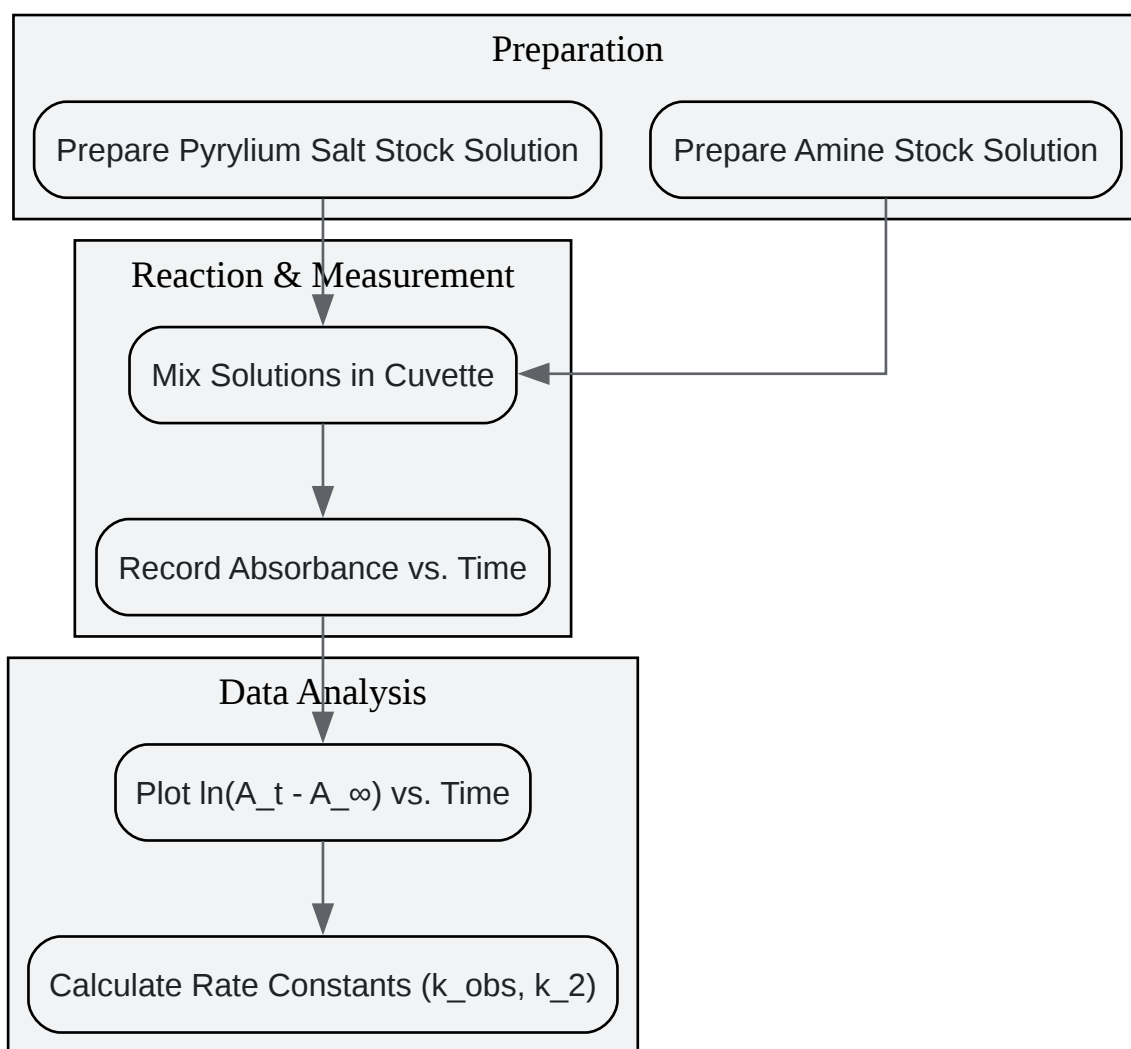 Preparation
Prepare Pyrylium Salt Stock Solution
Prepare Amine Stock Solution
Reaction & Measurement
Mix Solutions in Cuvette
Record Absorbance vs. Time
Data Analysis
Plot ln(A_t - A_∞) vs. Time
Calculate Rate Constants (k_obs, k_2)